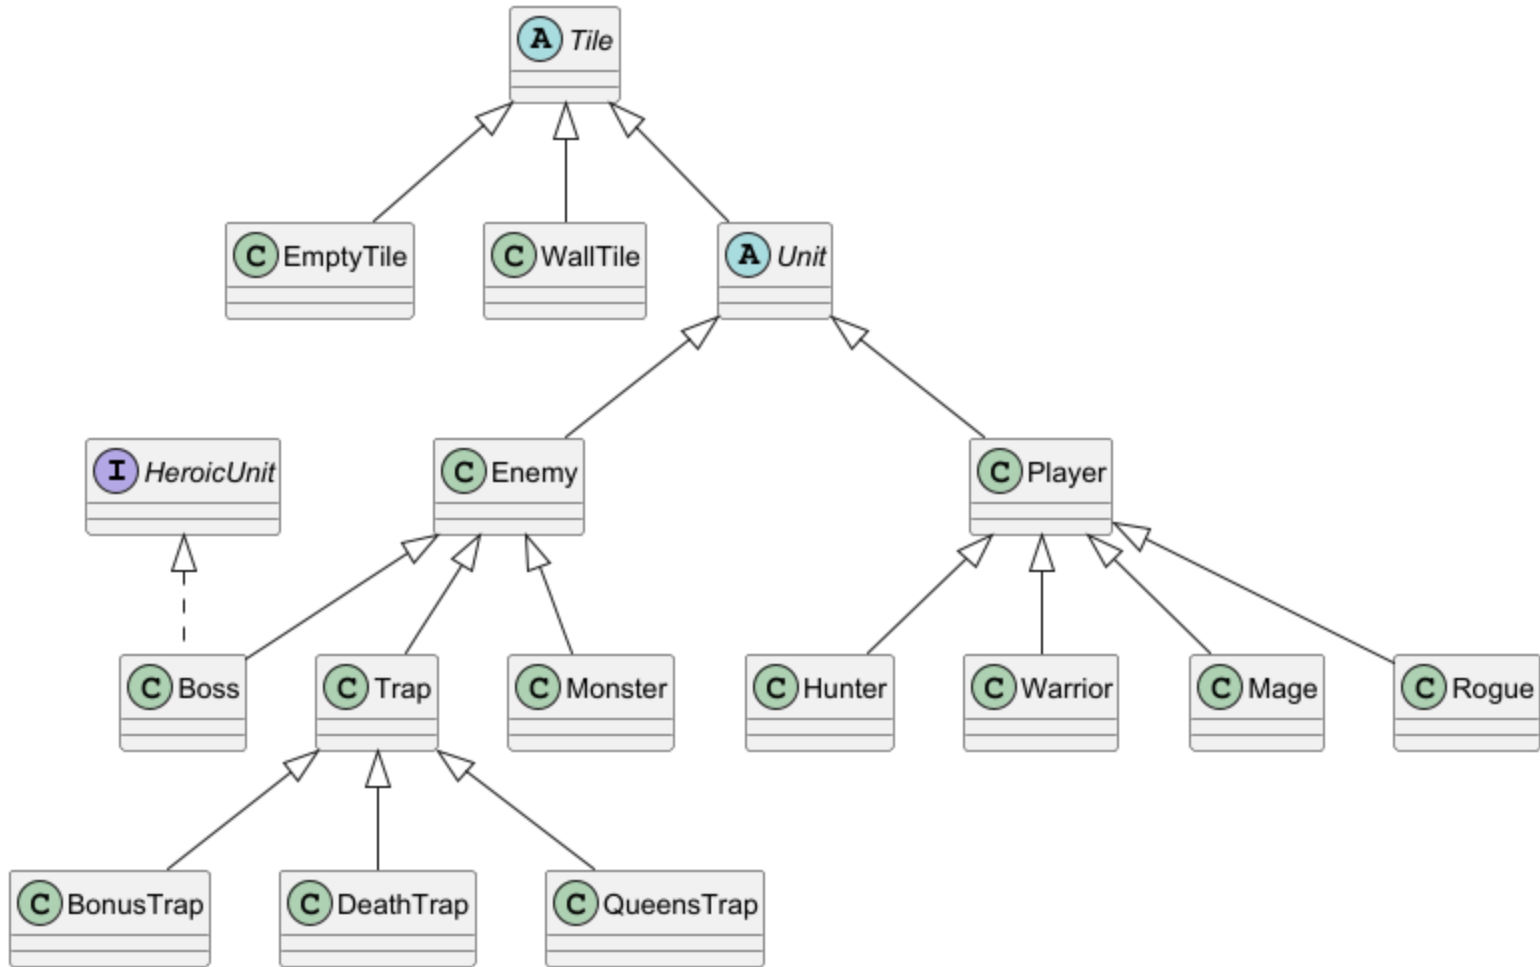 A Tile
C EmptyTile
C WallTile
A Unit
I HeroicUnit
C Enemy
C Player
C Boss
C Trap
C Monster
C Hunter
C Warrior
C Mage
C Rogue
C BonusTrap
C DeathTrap
C QueensTrap